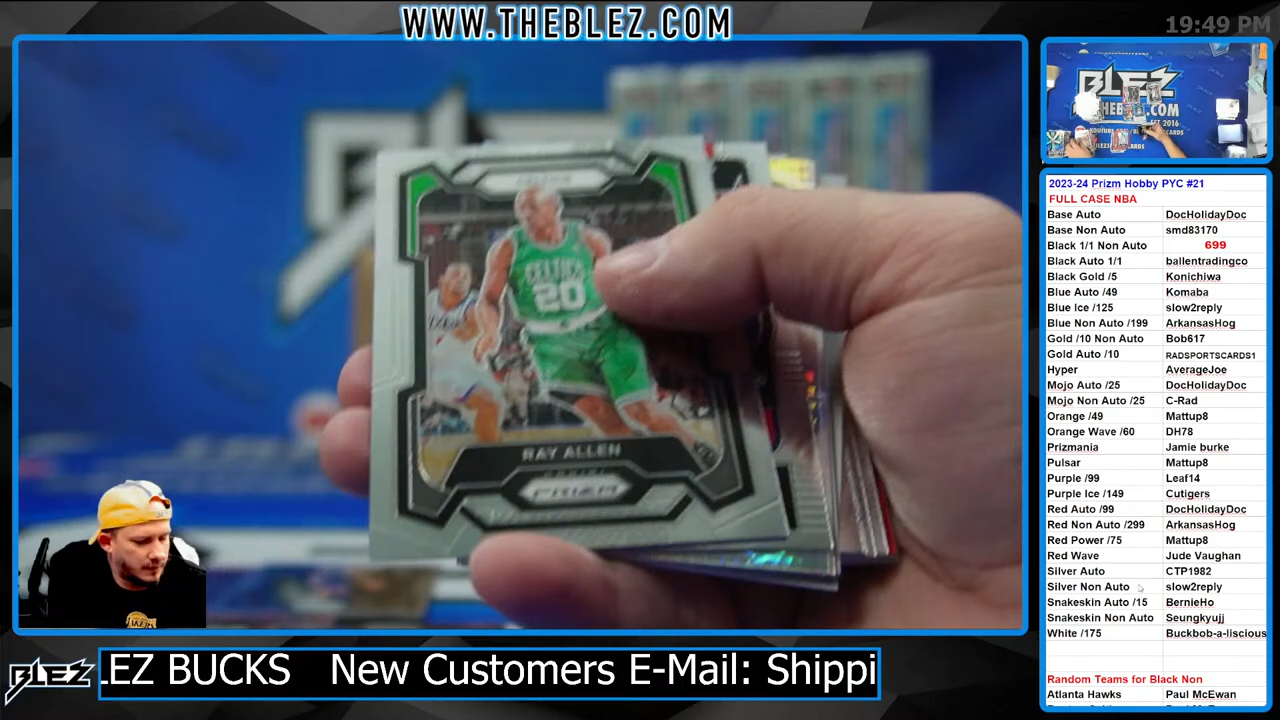 WWW.THEBLEZ.COM
19:49 PM
BLEZ
CELTICS
20
RAY ALLEN
PRIZM
2023-24 Prizm Hobby PYC #21
FULL CASE NBA
Base Auto DocHolidayDoc
Base Non Auto smd83170
Black 1/1 Non Auto 699
Black Auto 1/1 ballentradingco
Black Gold /5 Konichiwa
Blue Auto /49 Komaba
Blue Ice /125 slow2reply
Blue Non Auto /199 ArkansasHog
Gold /10 Non Auto Bob617
Gold Auto /10 RADSPORTSCARDS1
Hyper AverageJoe
Mojo Auto /25 DocHolidayDoc
Mojo Non Auto /25 C-Rad
Orange /49 Mattup8
Orange Wave /60 DH78
Prizmania Jamie burke
Pulsar Mattup8
Purple /99 Leaf14
Purple Ice /149 Cutigers
Red Auto /99 DocHolidayDoc
Red Non Auto /299 ArkansasHog
Red Power /75 Mattup8
Red Wave Jude Vaughan
Silver Auto CTP1982
Silver Non Auto slow2reply
Snakeskin Auto /15 BernieHo
Snakeskin Non Auto Seungkyujj
White /175 Buckbob-a-liscious
Random Teams for Black Non
Atlanta Hawks Paul McEwan
BLEZ
EZ BUCKS New Customers E-Mail: Shippi